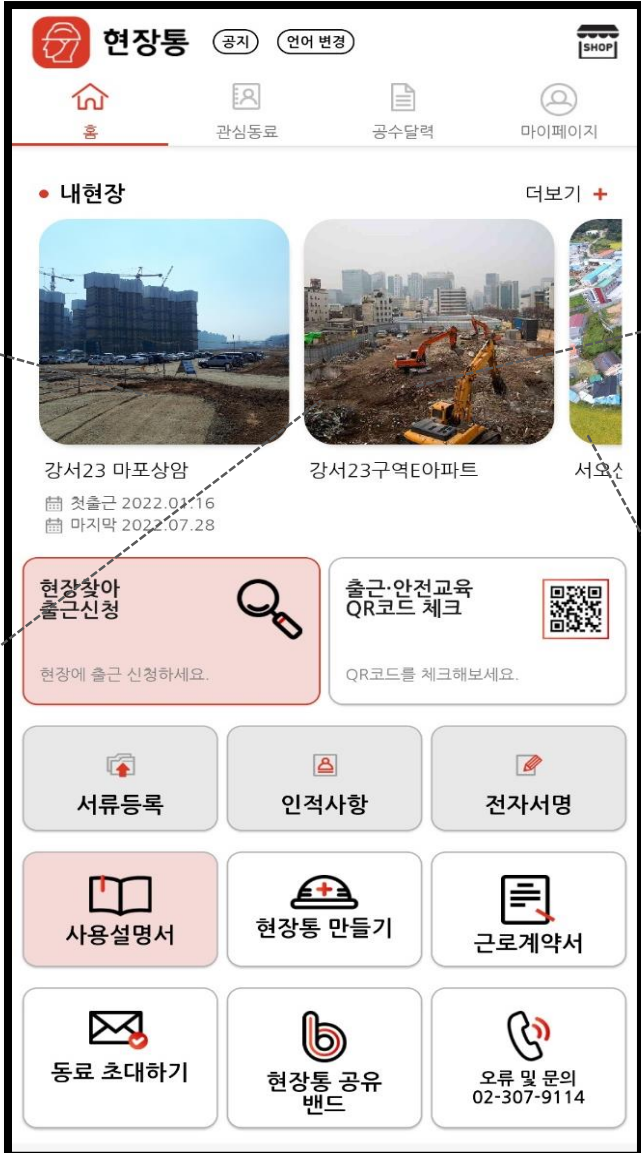 현장통 공지 언어 변경 SHOP
홈 관심동료 공수달력 마이페이지
내현장 더보기 +
강서23 마포상암 강서23구역E아파트
첫출근 2022.01.16
마지막 2022.07.28
현장찾아
출근신청
현장에 출근 신청하세요.
출근·안전교육
QR코드 체크
QR코드를 체크해보세요.
서류등록 인적사항 전자서명
사용설명서 현장통 만들기 근로계약서
동료 초대하기
현장통 공유
밴드
오류 및 문의
02-307-9114